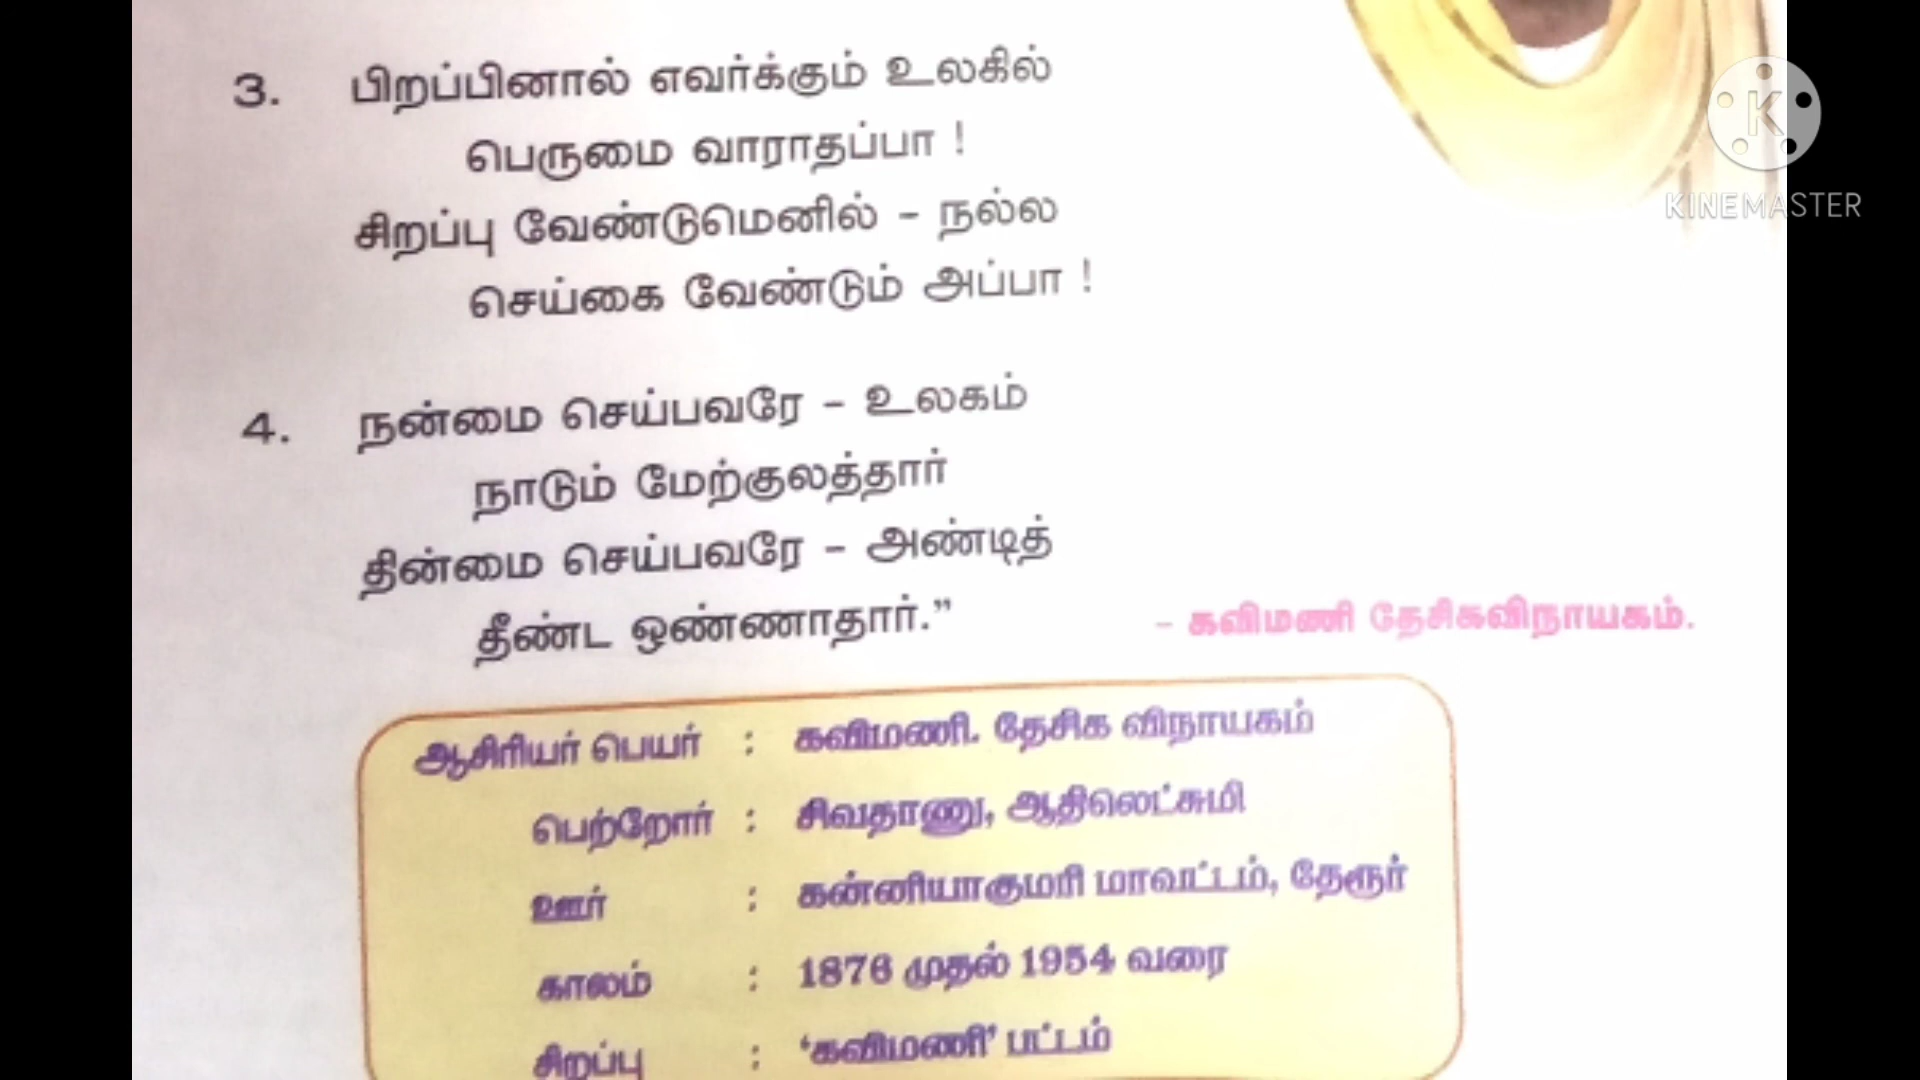 3. பிறப்பினால் எவர்க்கும் உலகில்
பெருமை வாராதப்பா !
சிறப்பு வேண்டுமெனில் – நல்ல
செய்கை வேண்டும் அப்பா !
4. நன்மை செய்பவரே – உலகம்
நாடும் மேற்குலத்தார்
தின்மை செய்பவரே – அண்டித்
தீண்ட ஒண்ணாதார்.”
– கவிமணி தேசிகவிநாயகம்.
ஆசிரியர் பெயர் : கவிமணி. தேசிக விநாயகம்
பெற்றோர் : சிவதாணு, ஆதிலெட்சுமி
ஊர் : கன்னியாகுமரி மாவட்டம், தேரூர்
காலம் : 1876 முதல் 1954 வரை
சிறப்பு : ‘கவிமணி’ பட்டம்
K
KINEMASTER